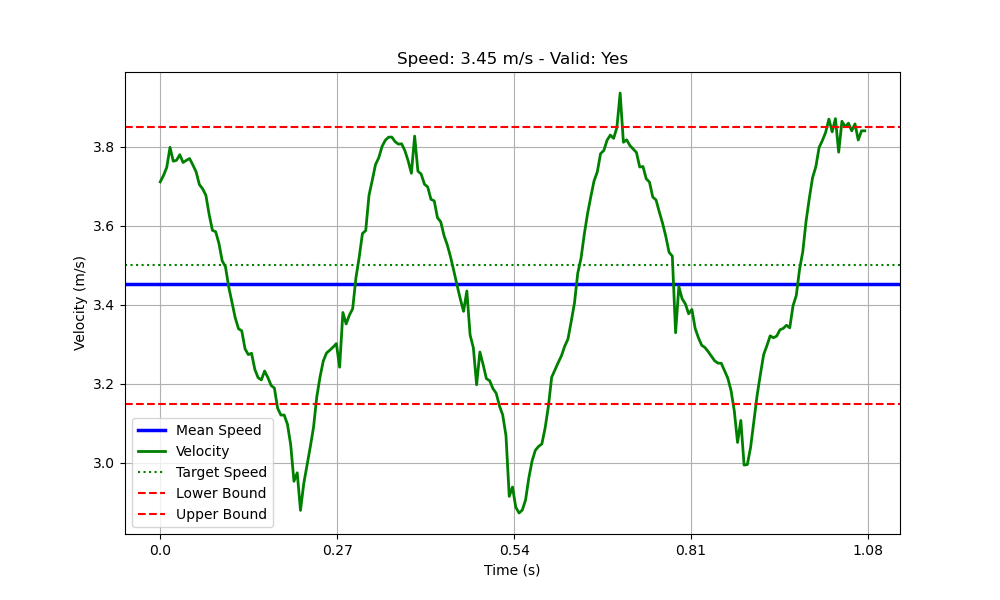 Speed: 3.45 m/s - Valid: Yes
Velocity (m/s)
3.8
3.6
3.4
3.2
3.0
Mean Speed
Velocity
Target Speed
Lower Bound
Upper Bound
0.0 0.27 0.54 0.81 1.08
Time (s)